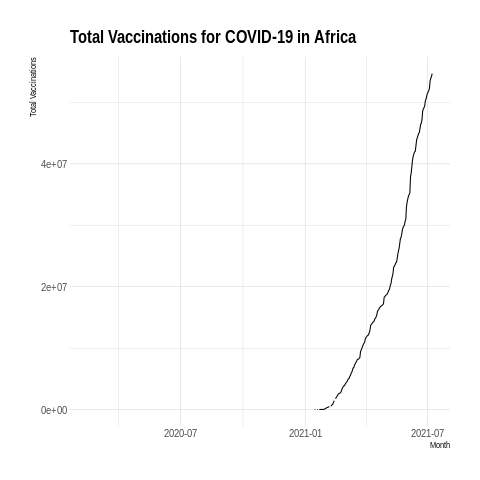 Total Vaccinations for COVID-19 in Africa
Total Vaccinations
4e+07
2e+07
0e+00
2020-07 2021-01 2021-07
Month